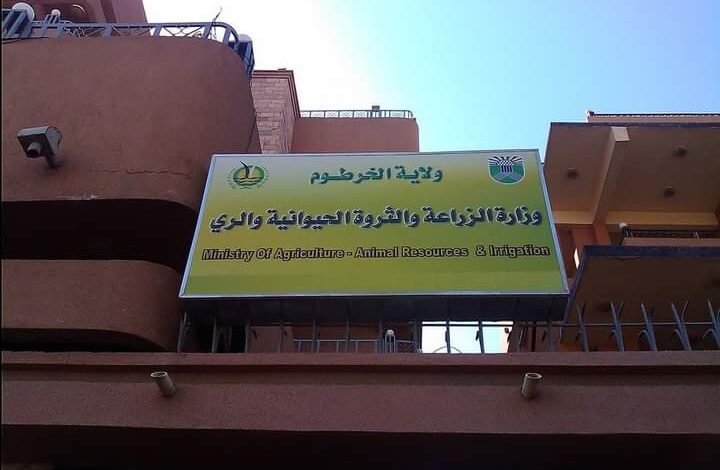 ولاية الخرطوم
وزارة الزراعة والثروة الحيوانية والري
Ministry Of Agriculture - Animal Resources & Irrigation